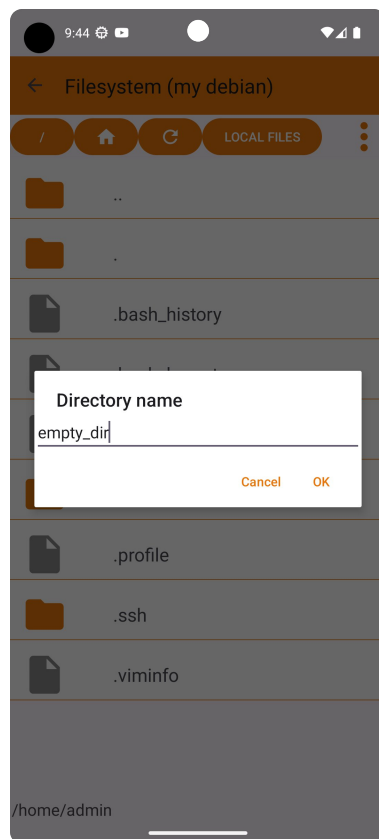 9:44
Filesystem (my debian)
/
LOCAL FILES
..
.
.bash_history
Directory name
empty_dir
Cancel
OK
.profile
.ssh
.viminfo
/home/admin